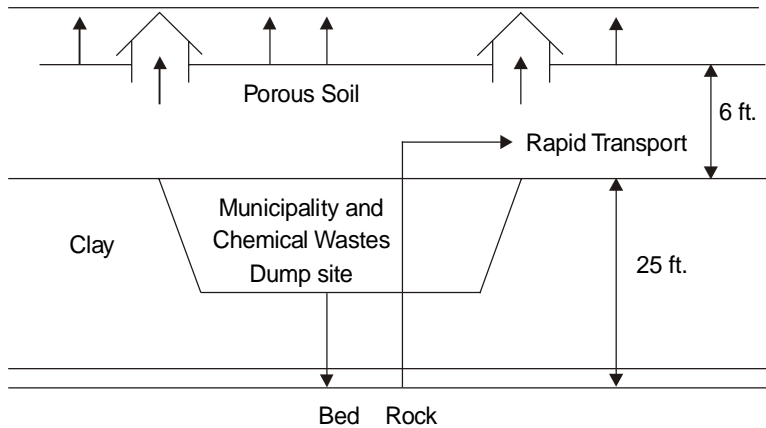 Porous Soil
6 ft.
Rapid Transport
Municipality and
Chemical Wastes
Dump site
Clay
25 ft.
Bed Rock